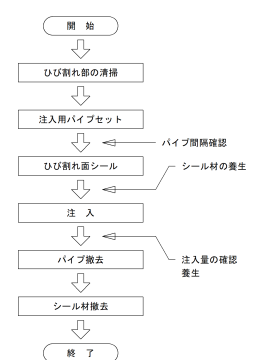 開　始
ひび割れ部の清掃
注入用パイプセット
パイプ間隔確認
ひび割れ面シール
シール材の養生
注　入
パイプ撤去
注入量の確認
養生
シール材撤去
終　了